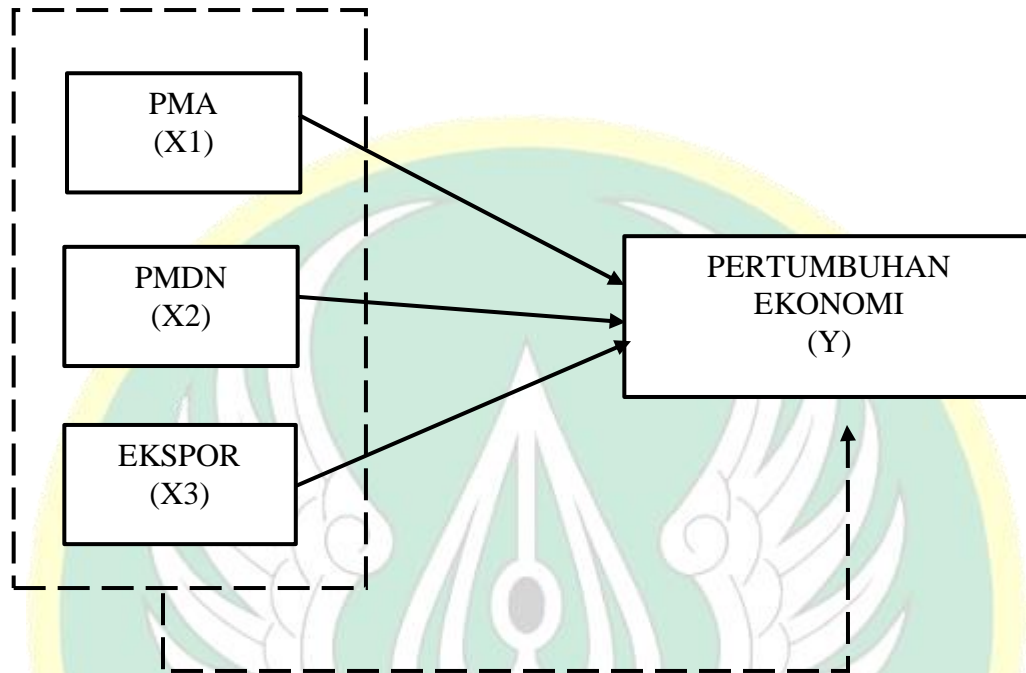 PMA
(X1)
PMDN
(X2)
EKSPOR
(X3)
PERTUMBUHAN
EKONOMI
(Y)